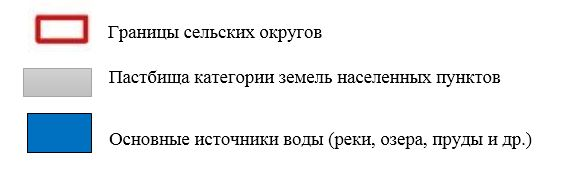 Границы сельских округов
Пастбища категории земель населенных пунктов
Основные источники воды (реки, озера, пруды и др.)